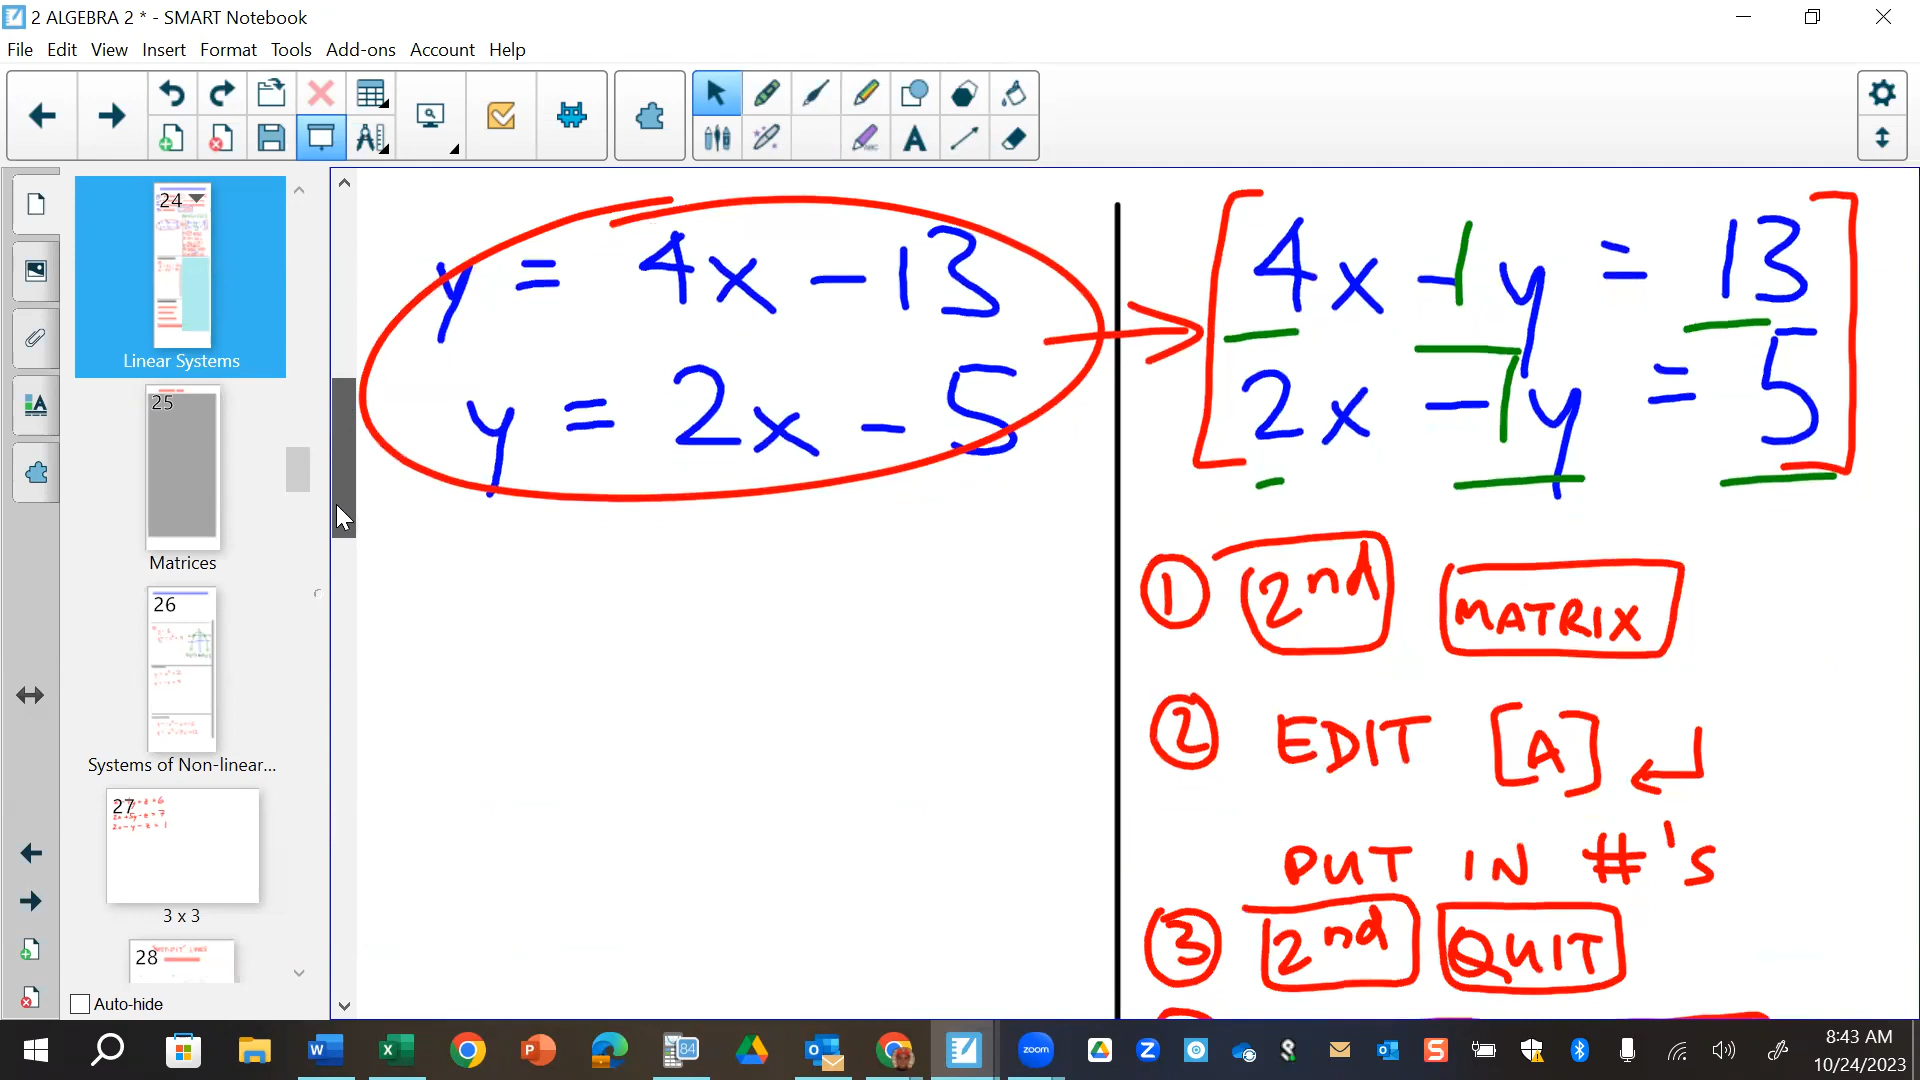 2 ALGEBRA 2 * - SMART Notebook
File Edit View Insert Format Tools Add-ons Account Help
24
Linear Systems
25
Matrices
26
Systems of Non-linear...
27
3 x 3
28
Auto-hide
y = 4x - 13
y = 2x - 5
4x - 1y = 13
2x - 1y = 5
① 2nd MATRIX
② EDIT [A] ↵
PUT IN #'s
③ 2nd QUIT
84
zoom
8:43 AM
10/24/2023